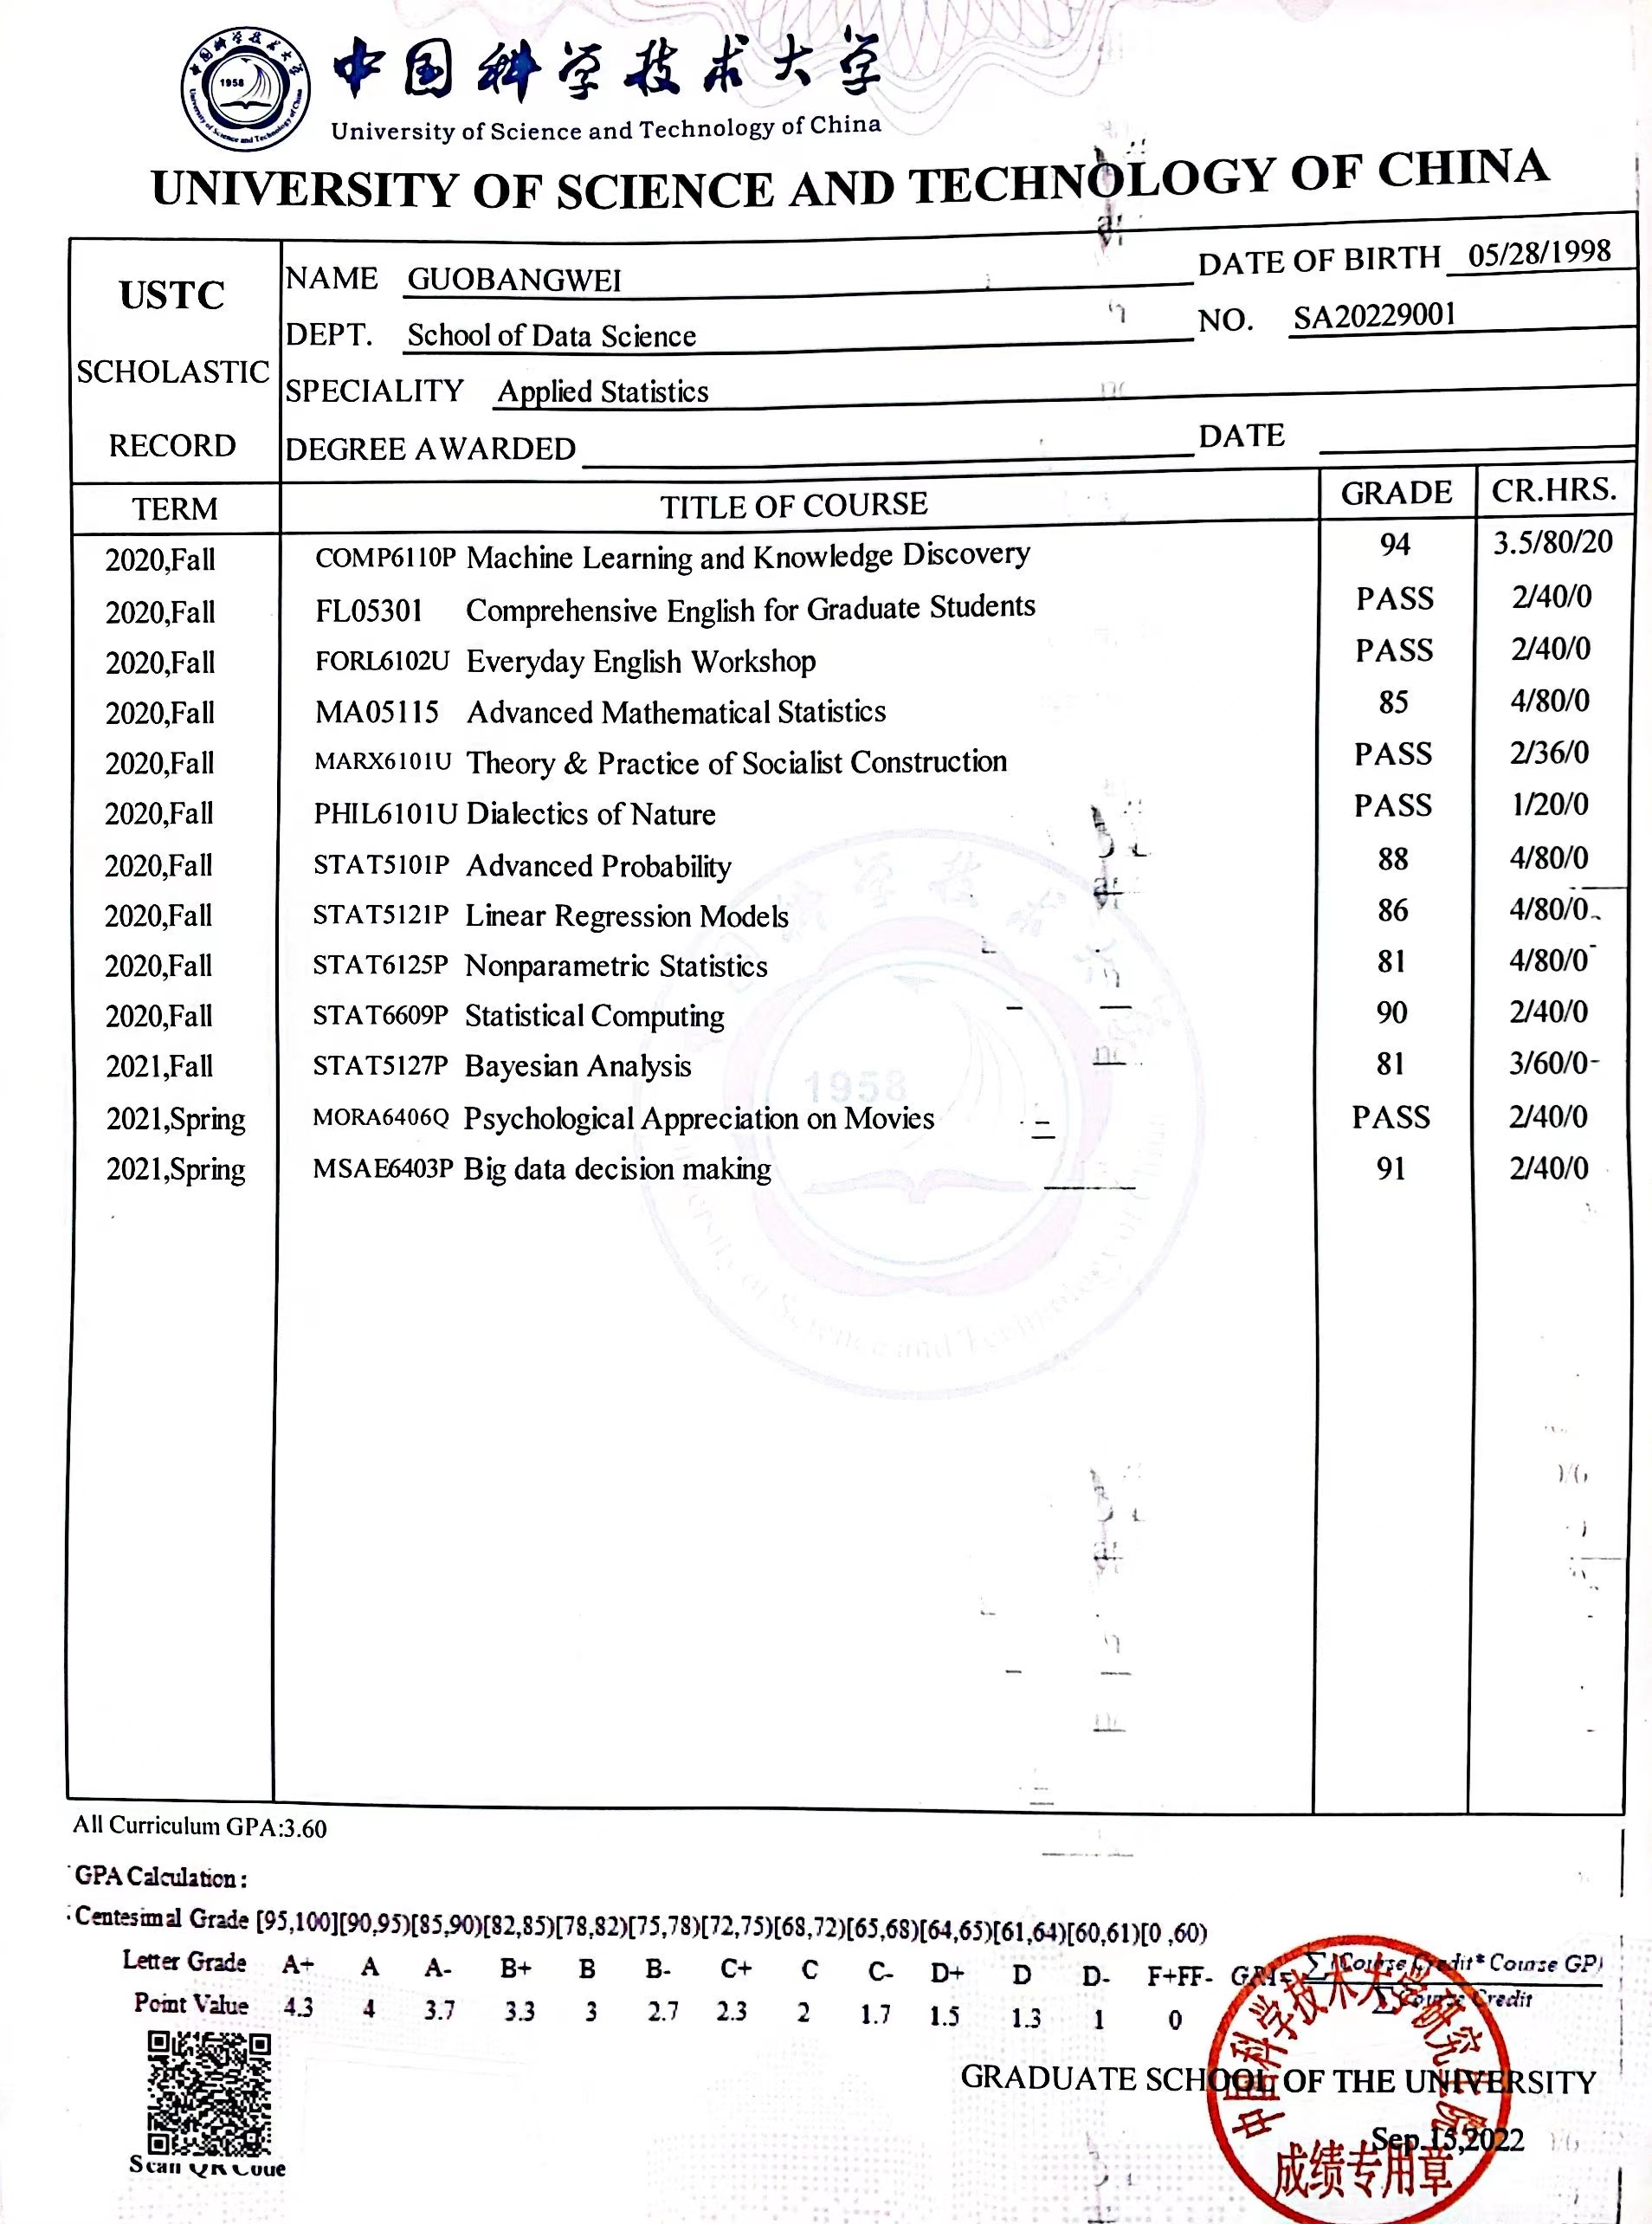 中国科学技术大学
University of Science and Technology of China
UNIVERSITY OF SCIENCE AND TECHNOLOGY OF CHINA
USTC
SCHOLASTIC
RECORD
NAME GUOBANGWEI DATE OF BIRTH 05/28/1998
DEPT. School of Data Science NO. SA20229001
SPECIALITY Applied Statistics
DEGREE AWARDED DATE
TERM TITLE OF COURSE GRADE CR.HRS.
2020,Fall COMP6110P Machine Learning and Knowledge Discovery 94 3.5/80/20
2020,Fall FL05301 Comprehensive English for Graduate Students PASS 2/40/0
2020,Fall FORL6102U Everyday English Workshop PASS 2/40/0
2020,Fall MA05115 Advanced Mathematical Statistics 85 4/80/0
2020,Fall MARX6101U Theory & Practice of Socialist Construction PASS 2/36/0
2020,Fall PHIL6101U Dialectics of Nature PASS 1/20/0
2020,Fall STAT5101P Advanced Probability 88 4/80/0
2020,Fall STAT5121P Linear Regression Models 86 4/80/0
2020,Fall STAT6125P Nonparametric Statistics 81 4/80/0
2020,Fall STAT6609P Statistical Computing 90 2/40/0
2021,Fall STAT5127P Bayesian Analysis 81 3/60/0
2021,Spring MORA6406Q Psychological Appreciation on Movies PASS 2/40/0
2021,Spring MSAE6403P Big data decision making 91 2/40/0
1958
All Curriculum GPA:3.60
GPA Calculation:
Centesimal Grade [95,100][90,95)[85,90)[82,85)[78,82)[75,78)[72,75)[68,72)[65,68)[64,65)[61,64)[60,61)[0 ,60)
Letter Grade A+ A A- B+ B B- C+ C C- D+ D D- F+FF- GPA= ∑(Course Credit*Course GP
Point Value 4.3 4 3.7 3.3 3 2.7 2.3 2 1.7 1.5 1.3 1 0 ∑Course Credit
Scan QR Code
GRADUATE SCHOOL OF THE UNIVERSITY
Sep.15,2022
中国科学技术大学研究生院
成绩专用章